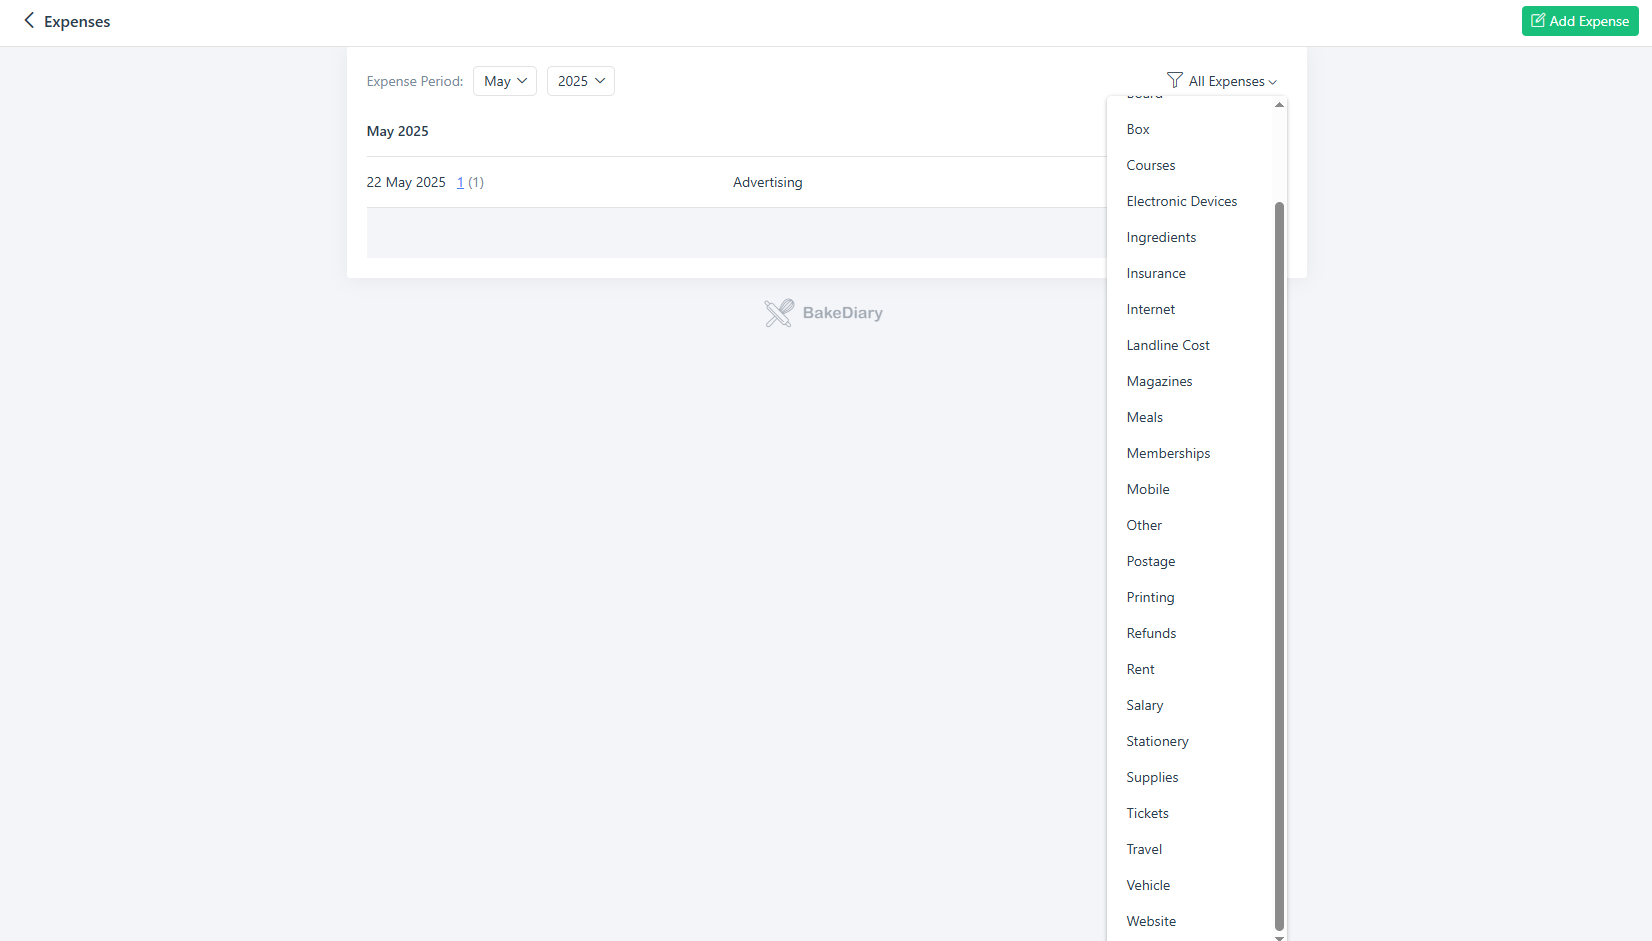 Expenses
Add Expense
Expense Period: May 2025
All Expenses
May 2025
22 May 2025 1 (1) Advertising
BakeDiary
Board
Box
Courses
Electronic Devices
Ingredients
Insurance
Internet
Landline Cost
Magazines
Meals
Memberships
Mobile
Other
Postage
Printing
Refunds
Rent
Salary
Stationery
Supplies
Tickets
Travel
Vehicle
Website